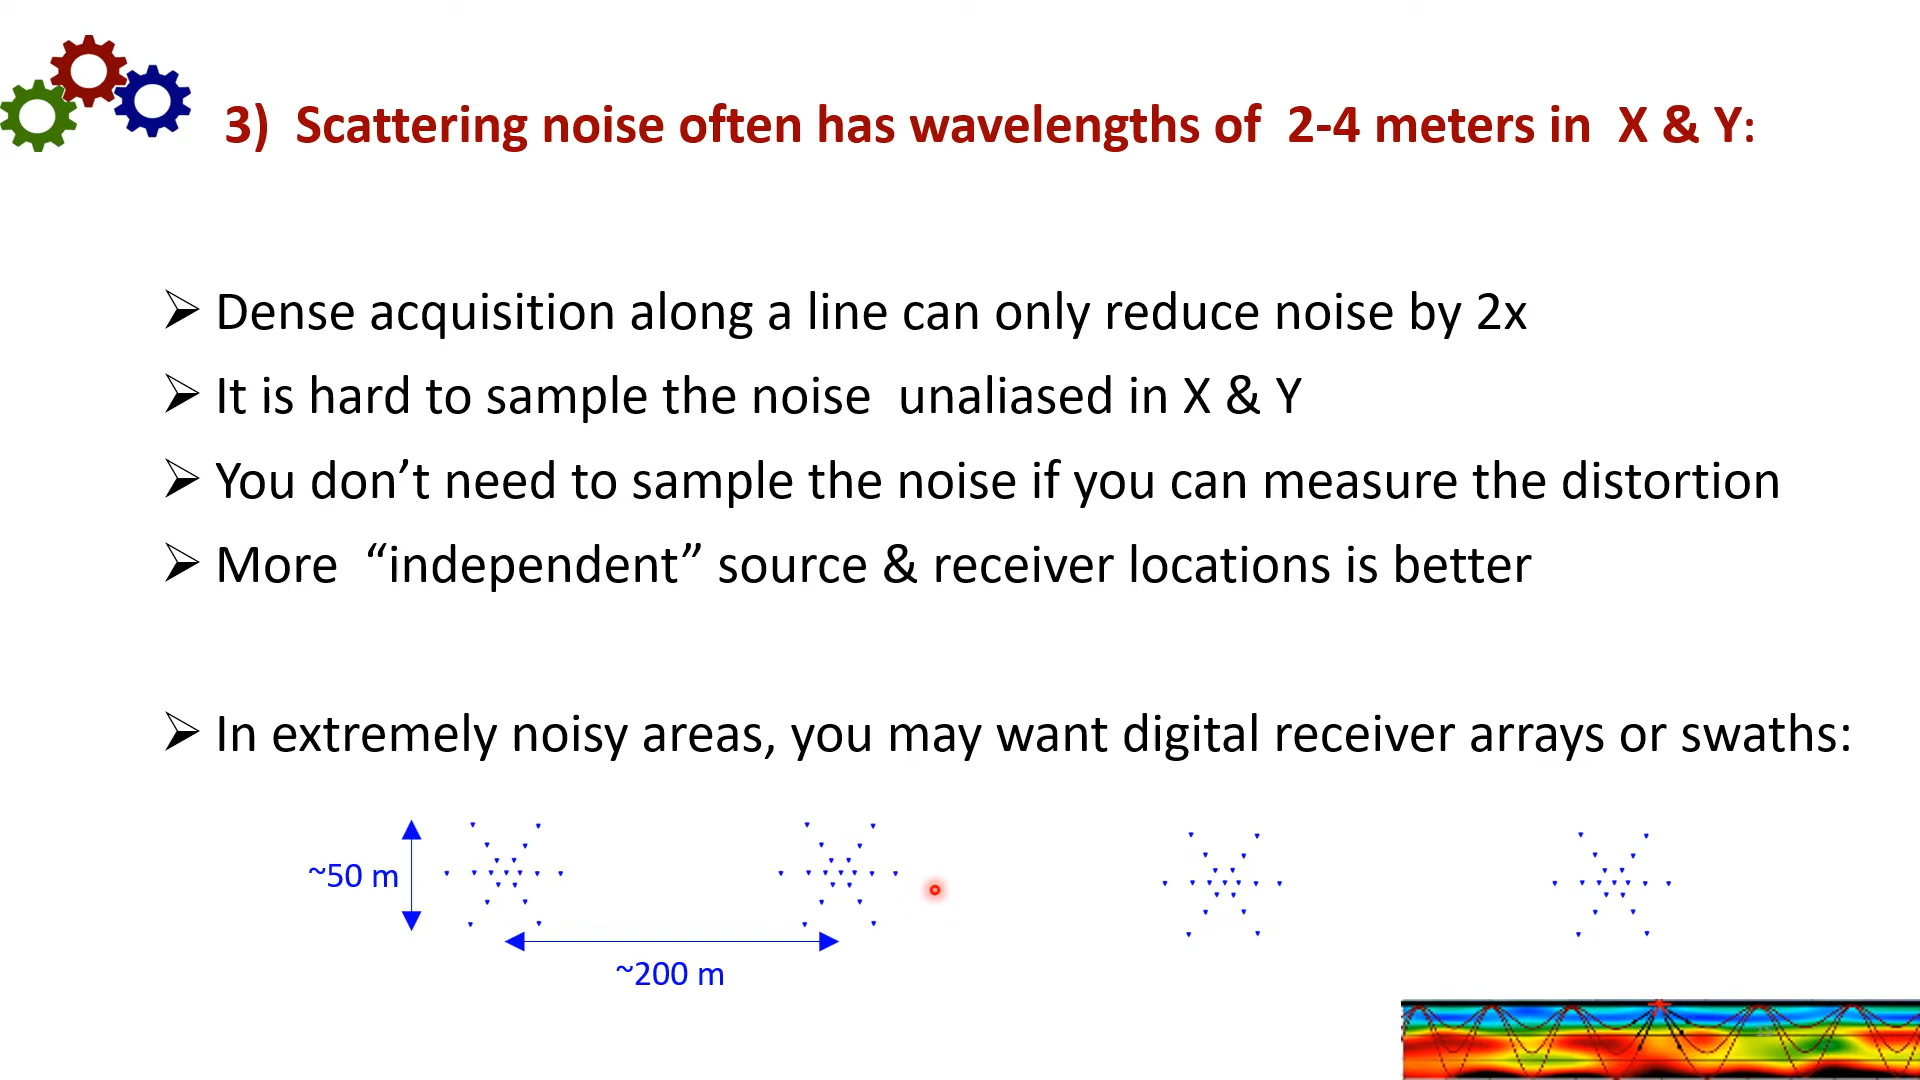 3) Scattering noise often has wavelengths of 2-4 meters in X & Y:
Dense acquisition along a line can only reduce noise by 2x
It is hard to sample the noise unaliased in X & Y
You don’t need to sample the noise if you can measure the distortion
More “independent” source & receiver locations is better
In extremely noisy areas, you may want digital receiver arrays or swaths:
~50 m
~200 m